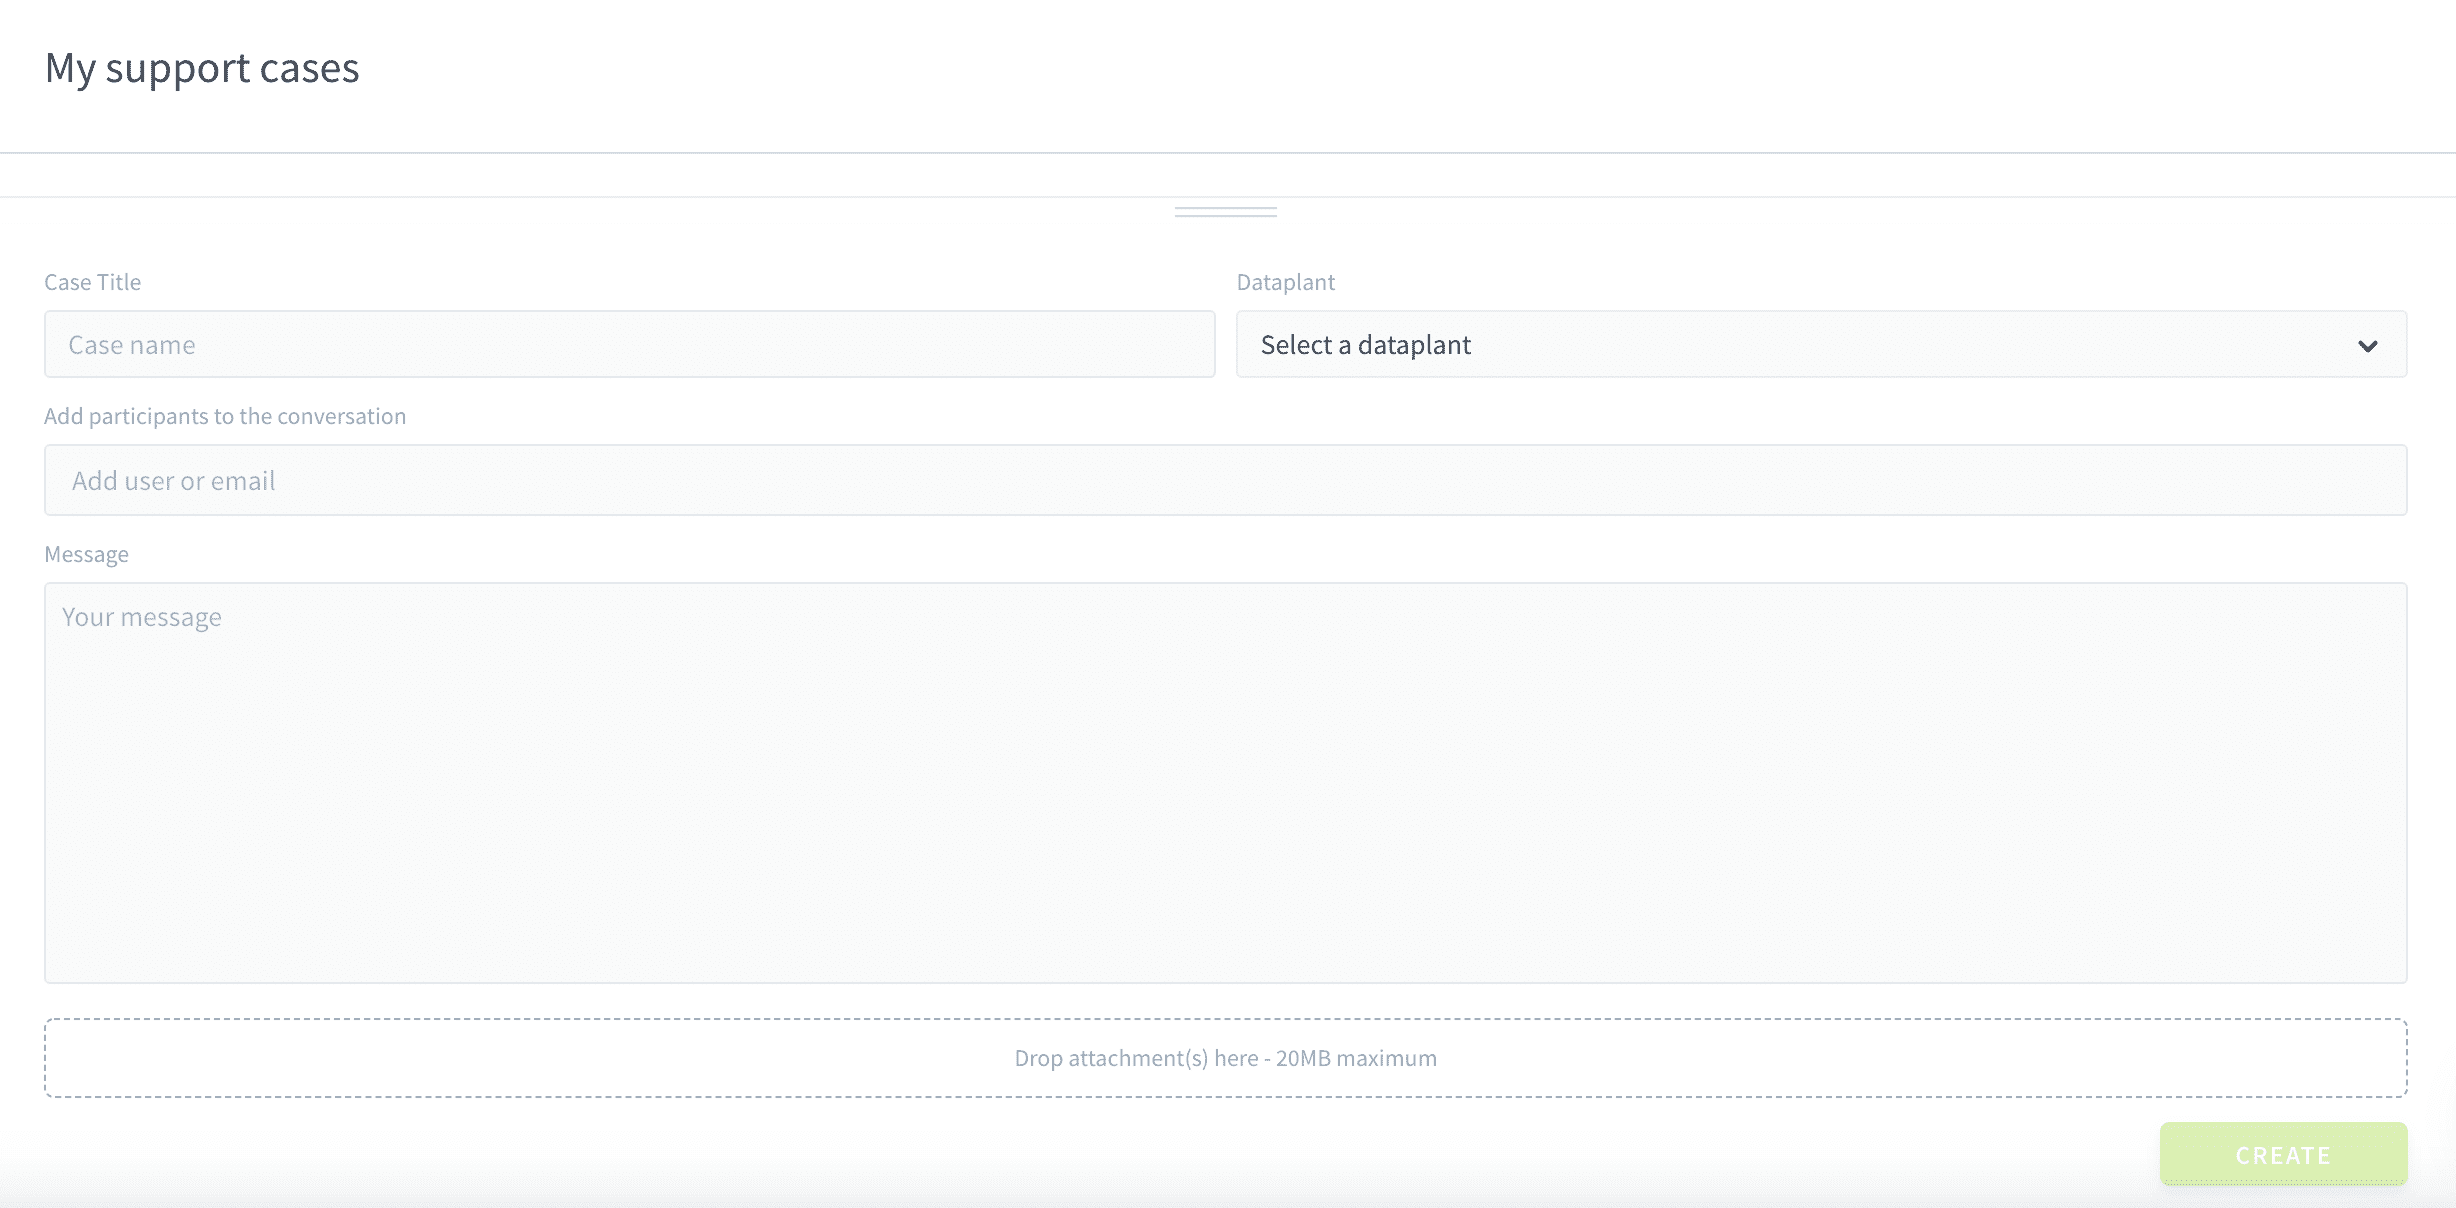 My support cases
Case Title
Dataplant
Case name
Select a dataplant
Add participants to the conversation
Add user or email
Message
Your message
Drop attachment(s) here - 20MB maximum
CREATE